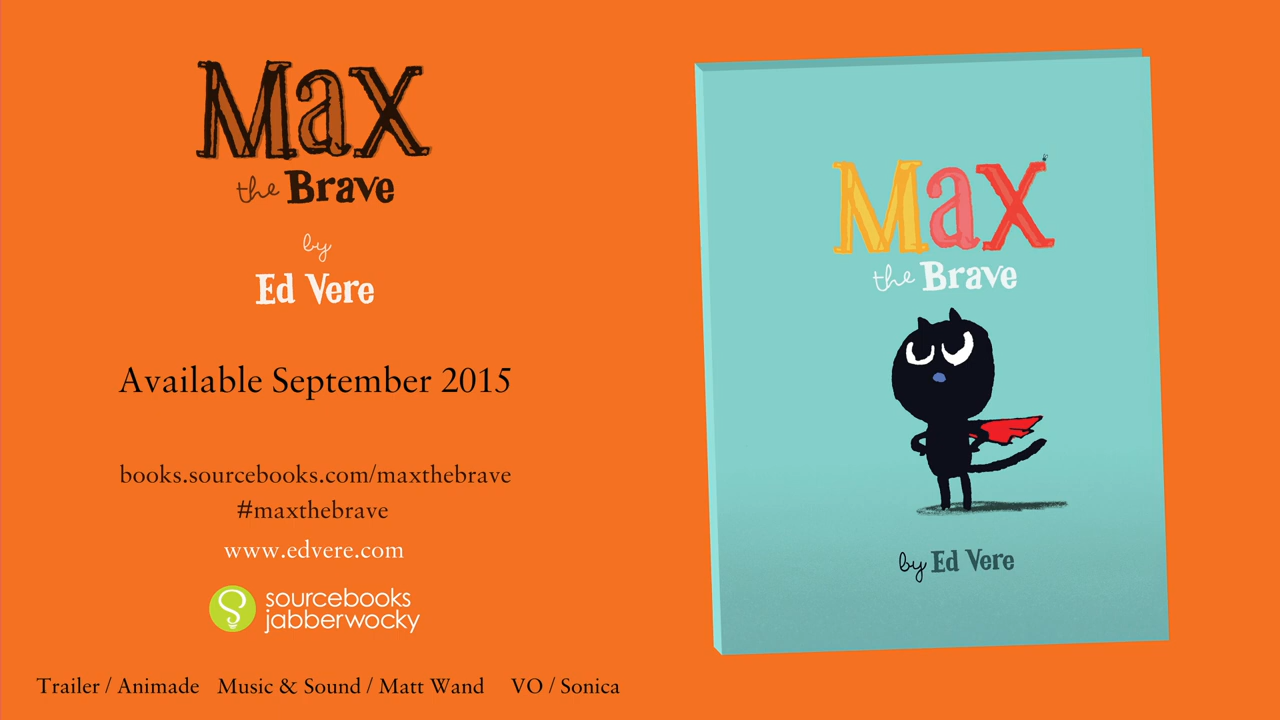 Max
the Brave
by
Ed Vere
Available September 2015
books.sourcebooks.com/maxthebrave
#maxthebrave
www.edvere.com
sourcebooks
jabberwocky
Trailer / Animade Music & Sound / Matt Wand VO / Sonica
Max
the Brave
by Ed Vere